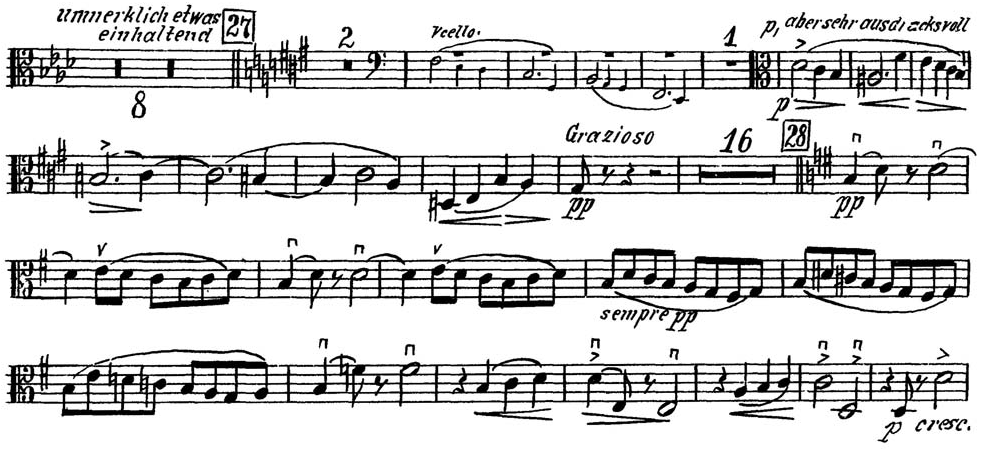 unmerklich etwas
einhaltend 27
8
2
Vcello.
1
p, aber sehr ausdrucksvoll
p
Grazioso
16
28
pp
pp
sempre pp
p cresc.